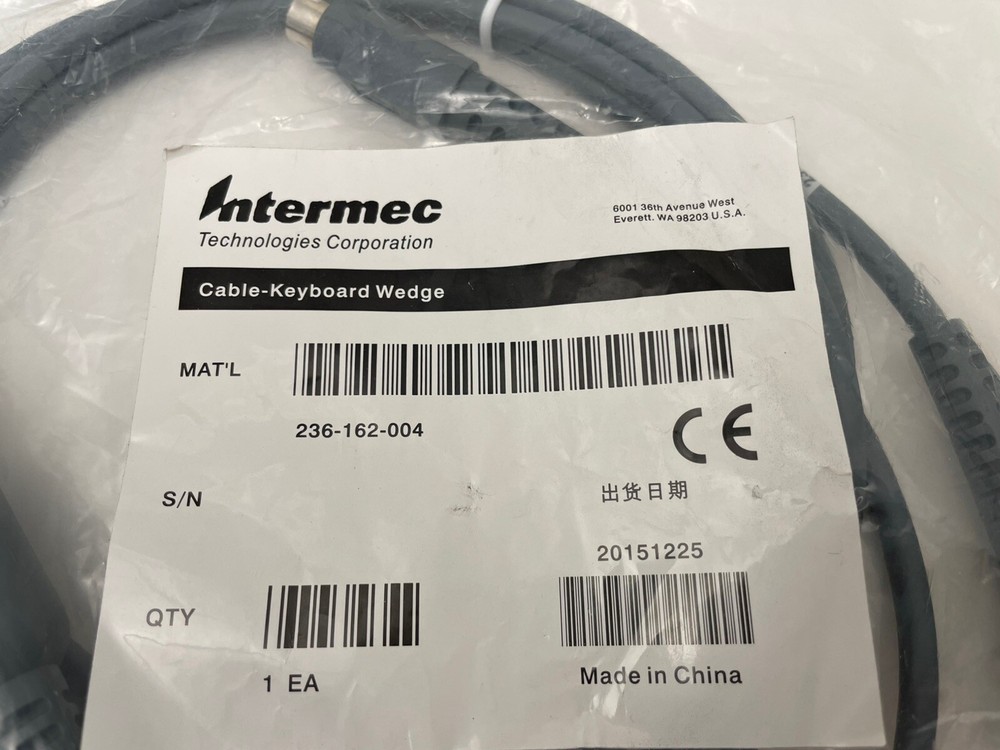 Intermec
Technologies Corporation
6001 36th Avenue West
Everett. WA 98203 U.S.A.
Cable-Keyboard Wedge
MAT'L
236-162-004
CE
S/N
出货日期
20151225
QTY
1 EA
Made in China